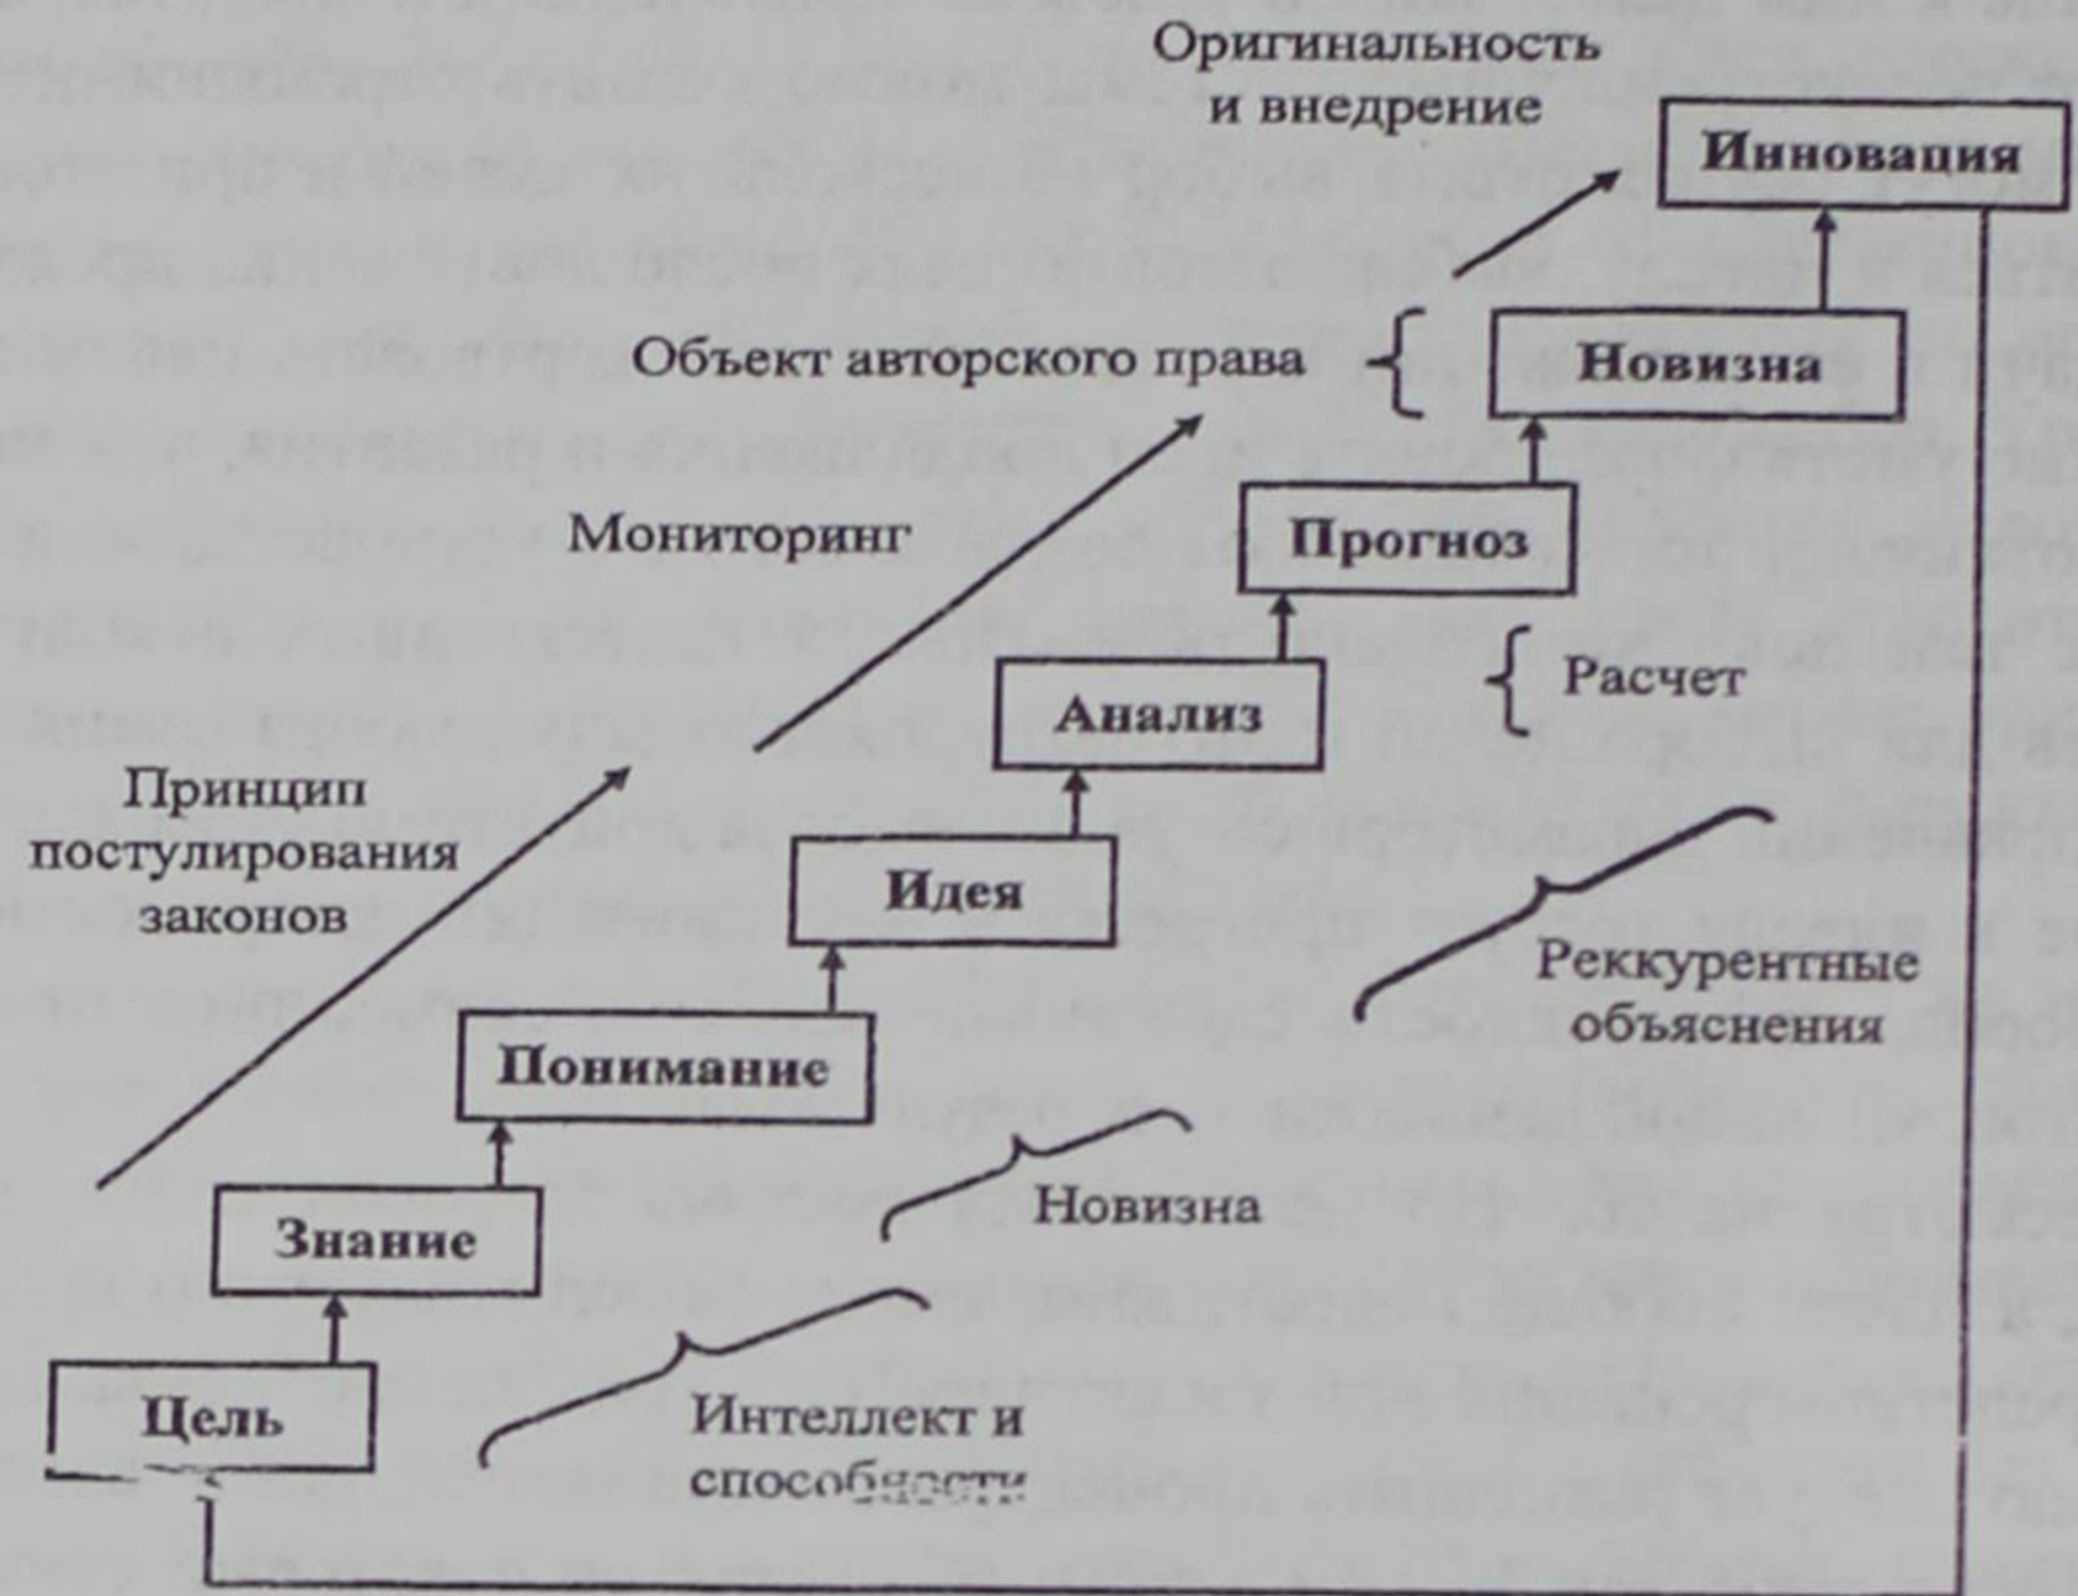 Оригинальность
и внедрение
Инновация
Объект авторского права
Новизна
Мониторинг
Прогноз
Расчет
Анализ
Принцип
постулирования
законов
Идея
Реккурентные
объяснения
Понимание
Новизна
Знание
Интеллект и
способности
Цель